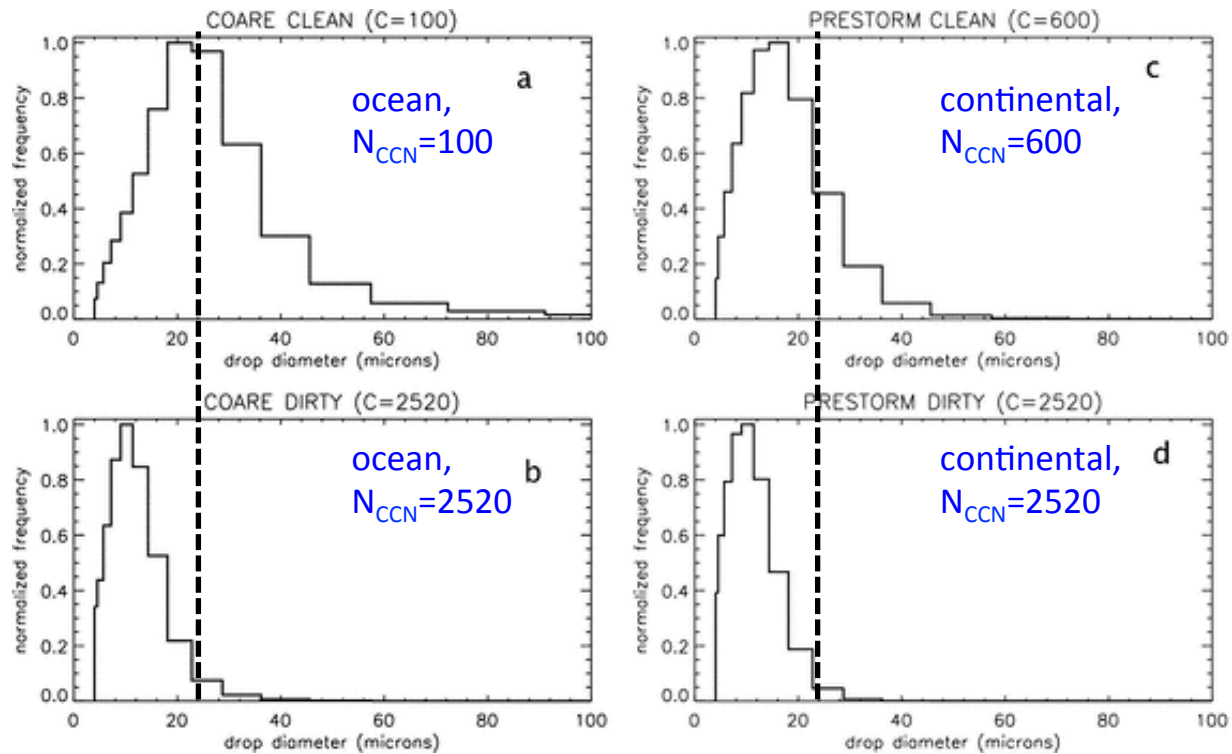 COARE CLEAN (C=100)
normalized frequency
1.0
0.8
0.6
0.4
0.2
0.0
a
ocean,
N_CCN=100
0 20 40 60 80 100
drop diameter (microns)
PRESTORM CLEAN (C=600)
normalized frequency
1.0
0.8
0.6
0.4
0.2
0.0
c
continental,
N_CCN=600
0 20 40 60 80 100
drop diameter (microns)
COARE DIRTY (C=2520)
normalized frequency
1.0
0.8
0.6
0.4
0.2
0.0
b
ocean,
N_CCN=2520
0 20 40 60 80 100
drop diameter (microns)
PRESTORM DIRTY (C=2520)
normalized frequency
1.0
0.8
0.6
0.4
0.2
0.0
d
continental,
N_CCN=2520
0 20 40 60 80 100
drop diameter (microns)